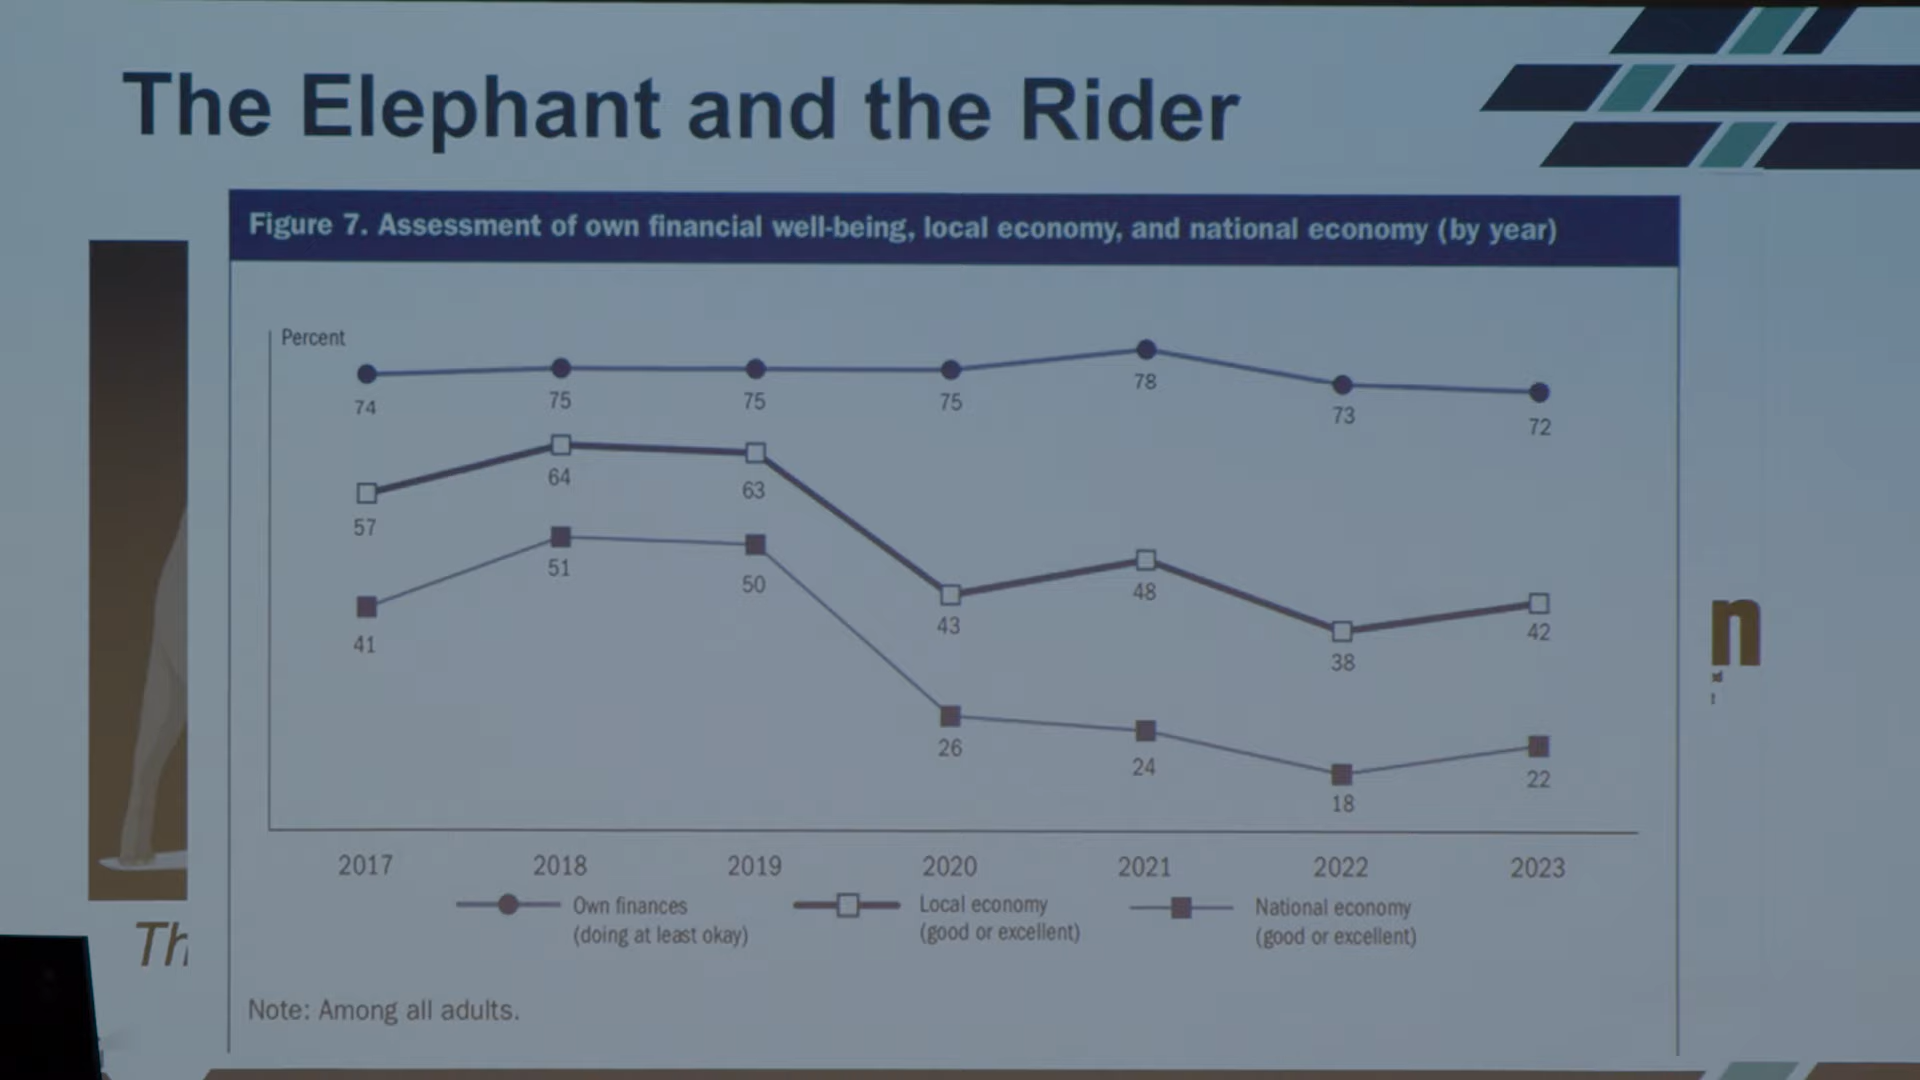 The Elephant and the Rider
Figure 7. Assessment of own financial well-being, local economy, and national economy (by year)
Percent
74 75 75 75 78 73 72
57 64 63 43 48 38 42
41 51 50 26 24 18 22
2017 2018 2019 2020 2021 2022 2023
Own finances
(doing at least okay)
Local economy
(good or excellent)
National economy
(good or excellent)
Note: Among all adults.
Th
n